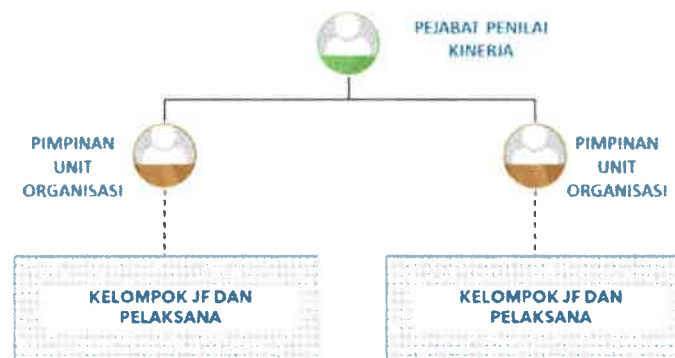 PEJABAT PENILAI
KINERJA
PIMPINAN
UNIT
ORGANISASI
PIMPINAN
UNIT
ORGANISASI
KELOMPOK JF DAN
PELAKSANA
KELOMPOK JF DAN
PELAKSANA